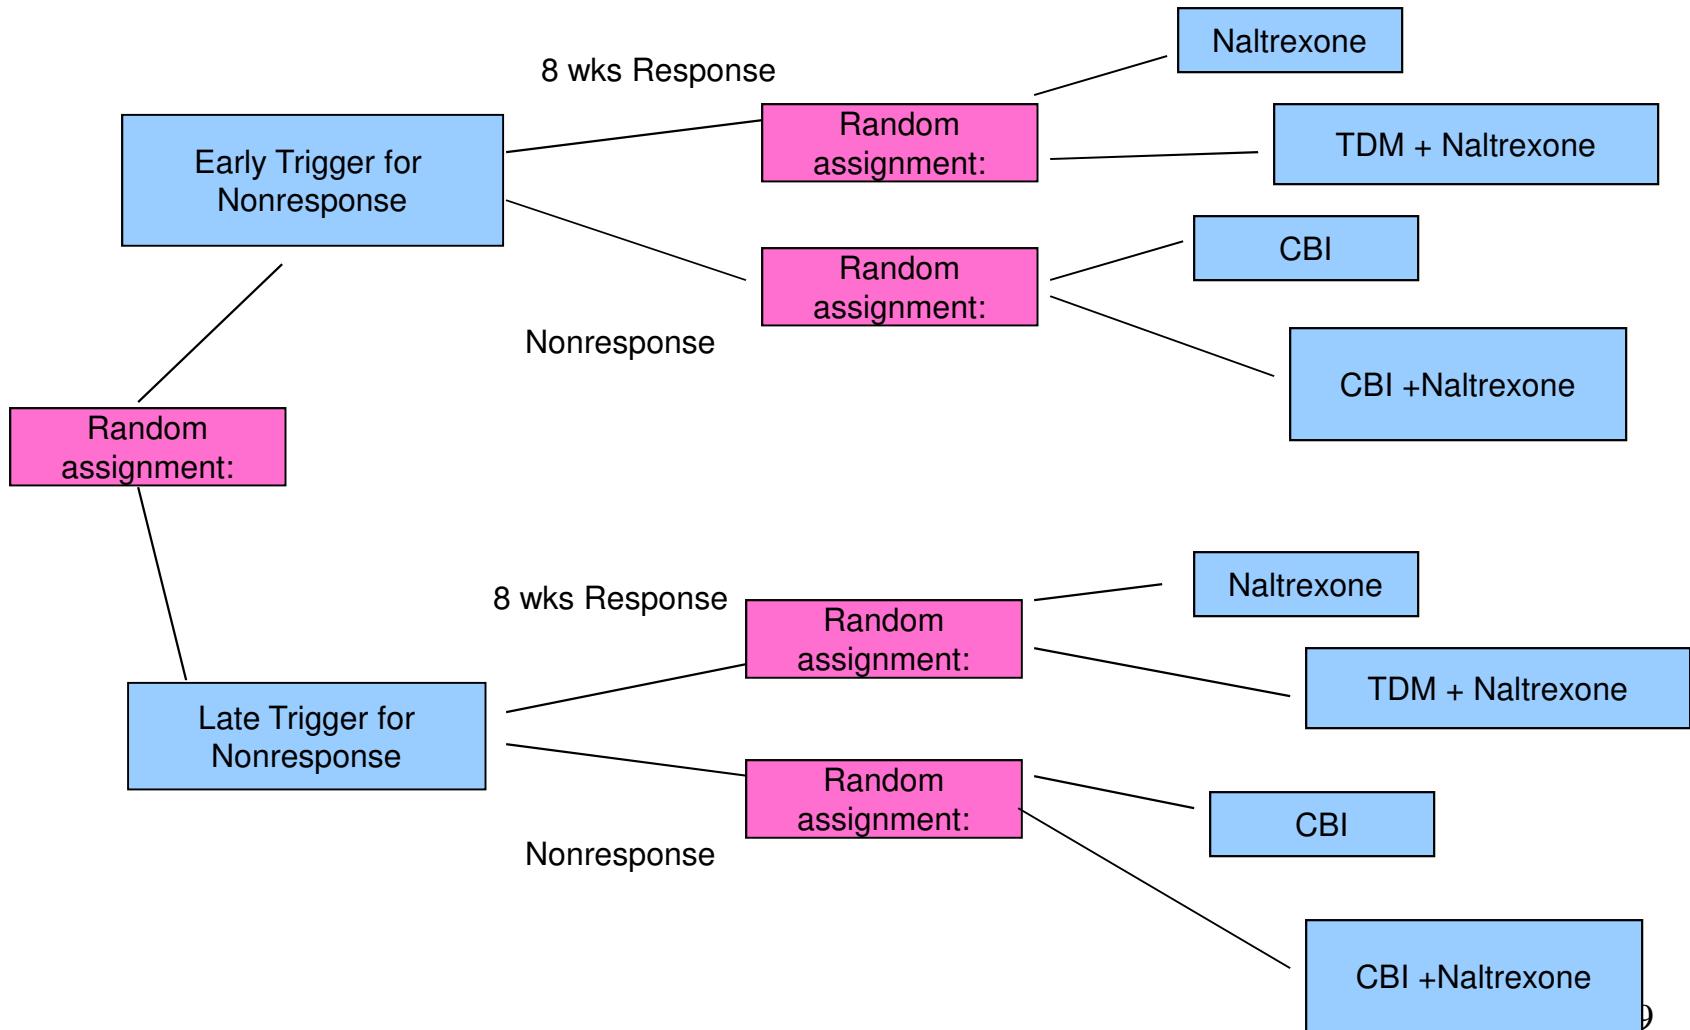 Naltrexone
8 wks Response
Random
assignment:
TDM + Naltrexone
Early Trigger for
Nonresponse
CBI
Random
assignment:
Nonresponse
CBI +Naltrexone
Random
assignment:
Naltrexone
8 wks Response
Random
assignment:
TDM + Naltrexone
Late Trigger for
Nonresponse
Random
assignment:
CBI
Nonresponse
CBI +Naltrexone
9